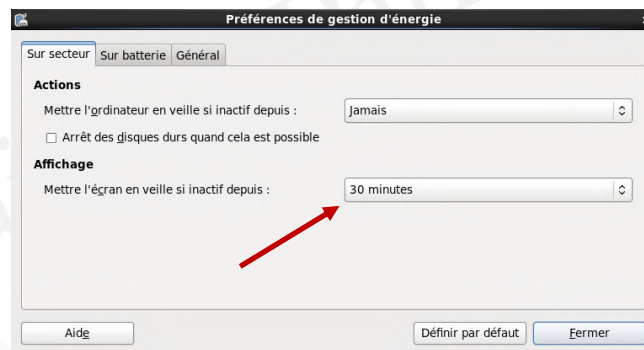 Préférences de gestion d'énergie
Sur secteur Sur batterie Général
Actions
Mettre l'ordinateur en veille si inactif depuis : Jamais
Arrêt des disques durs quand cela est possible
Affichage
Mettre l'écran en veille si inactif depuis : 30 minutes
Aide Définir par défaut Fermer